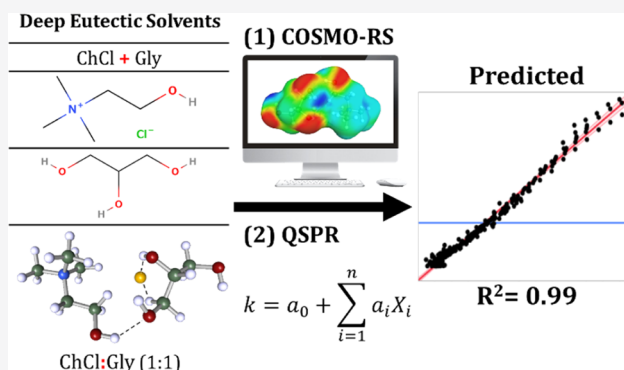 Deep Eutectic Solvents
ChCl + Gly
N⁺
O
H
Cl⁻
H
O
O
H
O
H
ChCl:Gly (1:1)
(1) COSMO-RS
(2) QSPR
k = a₀ + ∑ⁿᵢ₌₁ aᵢXᵢ
Predicted
R²= 0.99